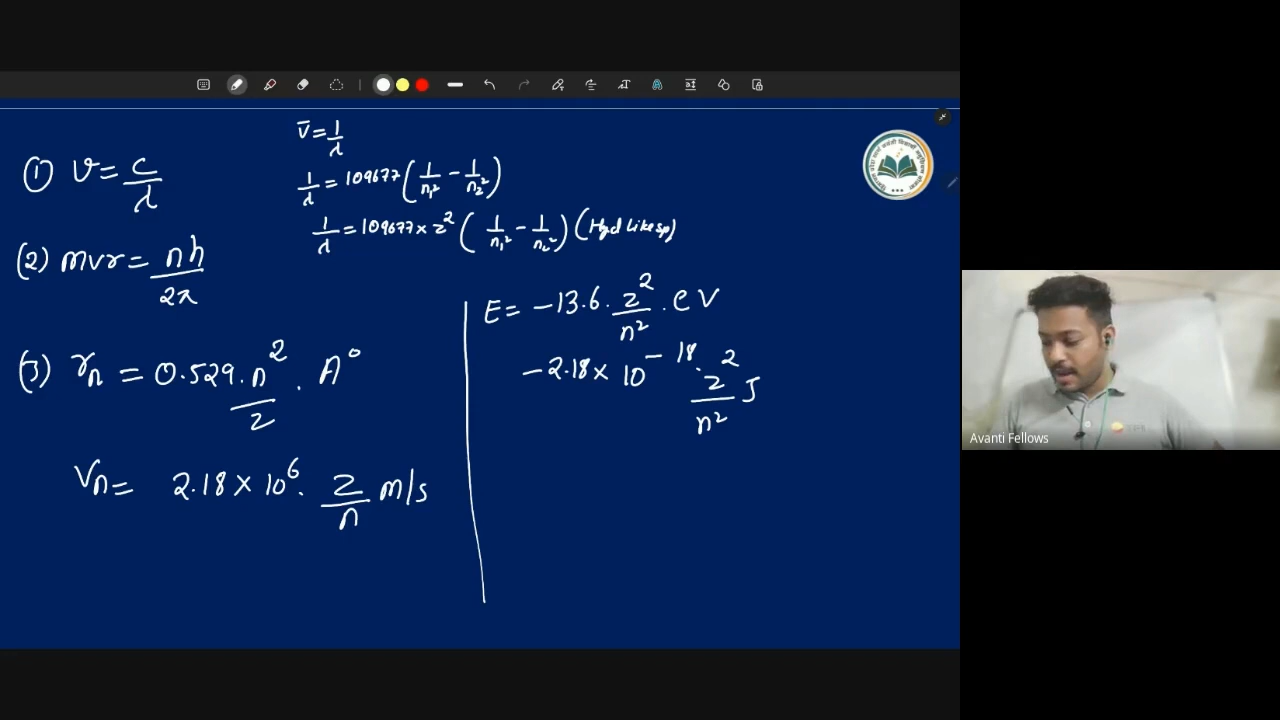 ν̅ = 1/λ
① ν = c/λ
1/λ = 109677 (1/n₁² − 1/n₂²)
1/λ = 109677 × z² (1/n₁² − 1/n₂²) (Hyd like sp)
(2) mvr = nh/2π
E = −13.6 · z²/n² · eV
−2.18 × 10⁻¹⁸ · z²/n² J
(3) rₙ = 0.529 · n²/z · A°
Vₙ = 2.18 × 10⁶ · z/n m/s
Avanti Fellows